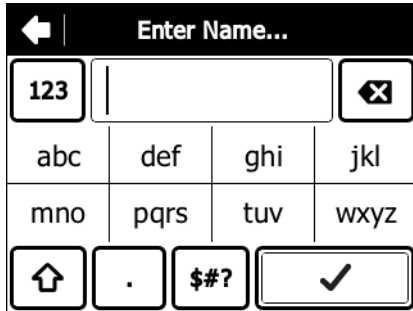 Enter Name...
123
abc def ghi jkl
mno pqrs tuv wxyz
. $#?